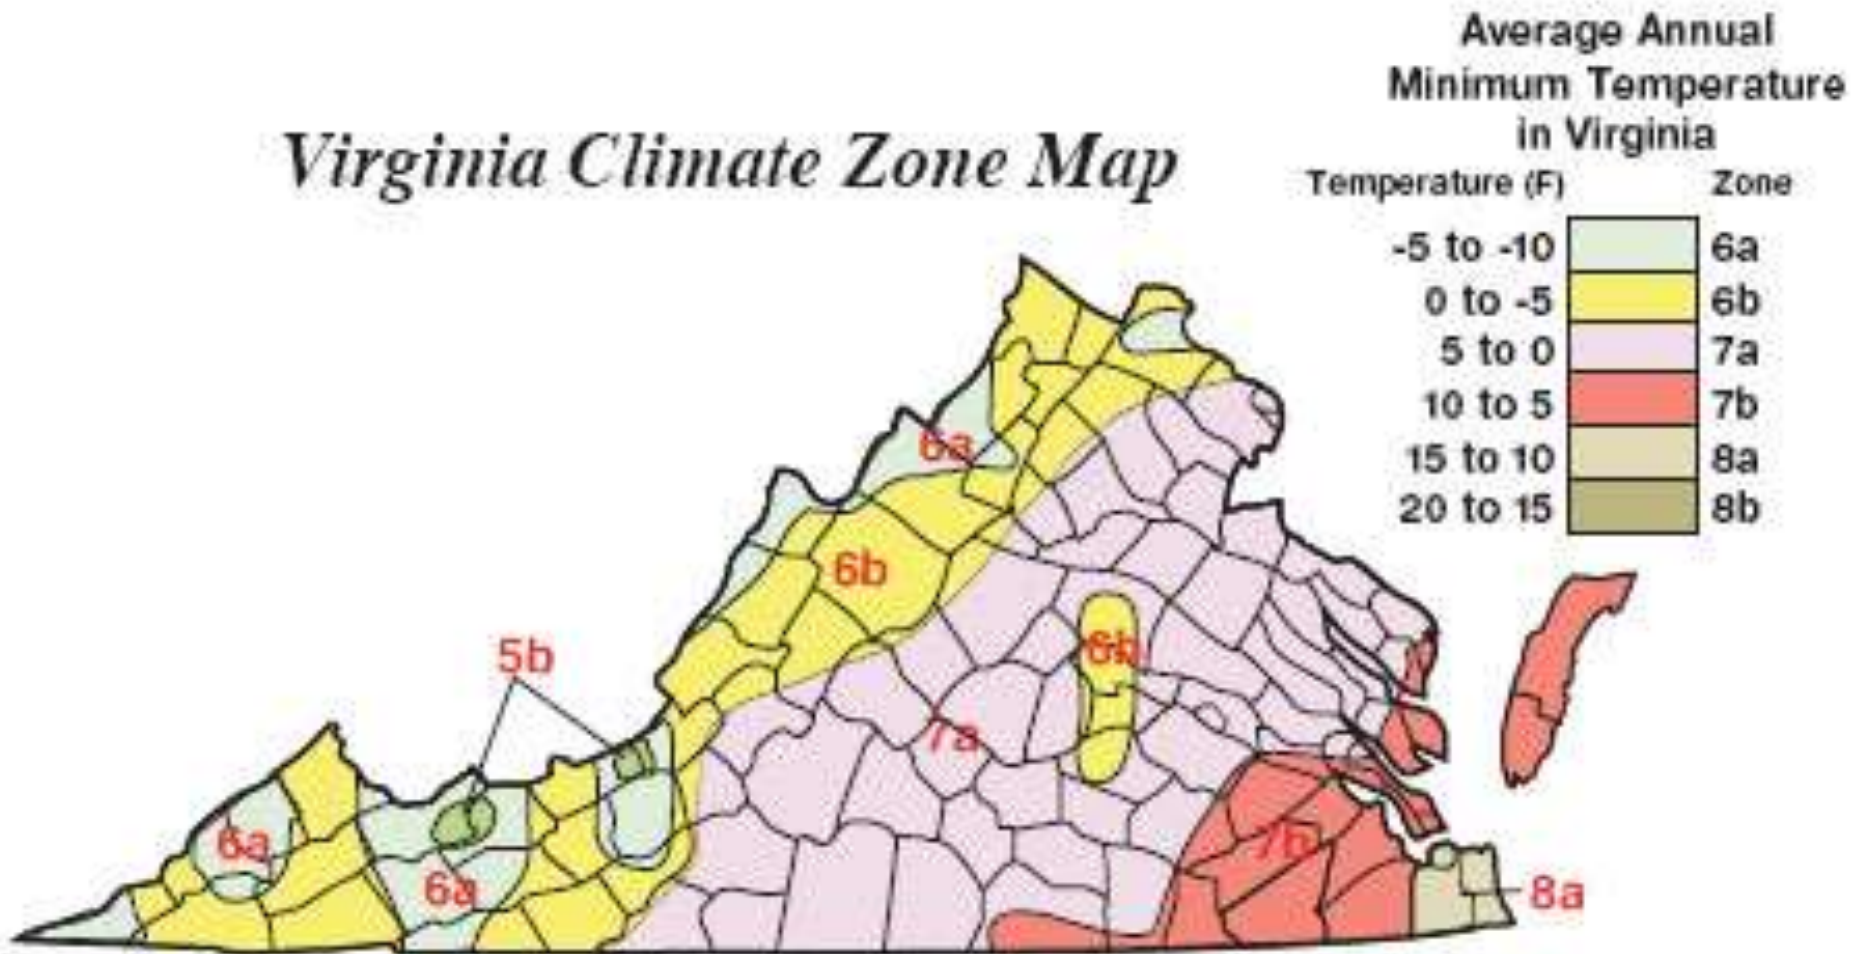 Average Annual
Minimum Temperature
in Virginia
Virginia Climate Zone Map
Temperature (F) Zone
-5 to -10 6a
0 to -5 6b
5 to 0 7a
10 to 5 7b
15 to 10 8a
20 to 15 8b
6a
6b
5b
6b
7a
6a
6a
7b
8a